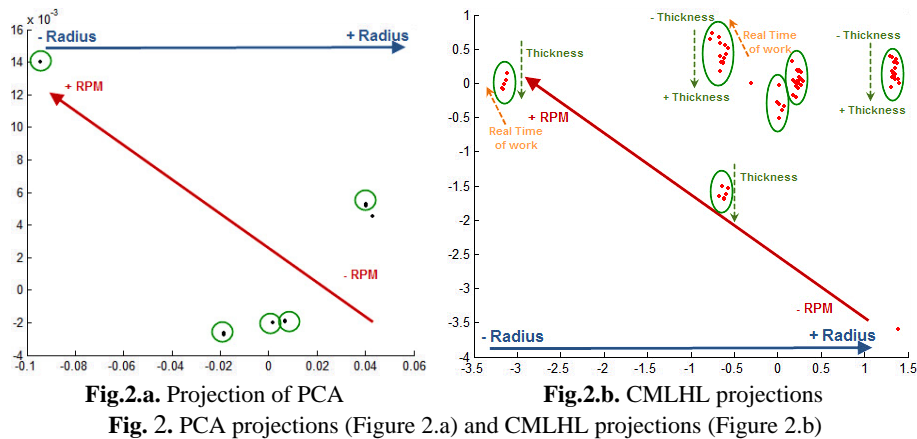 16 x 10⁻³
- Radius + Radius
14
12
10
8
6
4
2
0
-2
-4
+ RPM
- RPM
-0.1 -0.08 -0.06 -0.04 -0.02 0 0.02 0.04 0.06
1
0.5
0
-0.5
-1
-1.5
-2
-2.5
-3
-3.5
-4
Thickness
- Thickness
Real Time
of work
- Thickness
+ Thickness
+ Thickness
+ RPM
Real Time
of work
Thickness
- RPM
- Radius + Radius
-3.5 -3 -2.5 -2 -1.5 -1 -0.5 0 0.5 1 1.5
Fig.2.a. Projection of PCA
Fig.2.b. CMLHL projections
Fig. 2. PCA projections (Figure 2.a) and CMLHL projections (Figure 2.b)